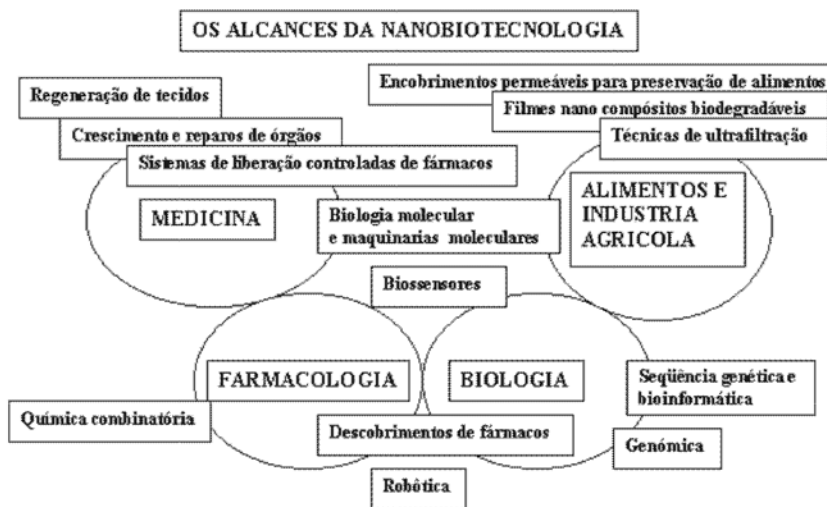 OS ALCANCES DA NANOBIOTECNOLOGIA
Encobrimentos permeáveis para preservação de alimentos
Regeneração de tecidos
Filmes nano compósitos biodegradáveis
Crescimento e reparos de órgãos
Técnicas de ultrafiltração
Sistemas de liberação controladas de fármacos
MEDICINA
Biologia molecular
e maquinarias moleculares
ALIMENTOS E
INDUSTRIA
AGRICOLA
Biossensores
FARMACOLOGIA
BIOLOGIA
Seqüência genética e
bioinformática
Química combinatória
Descobrimentos de fármacos
Genómica
Robôtica